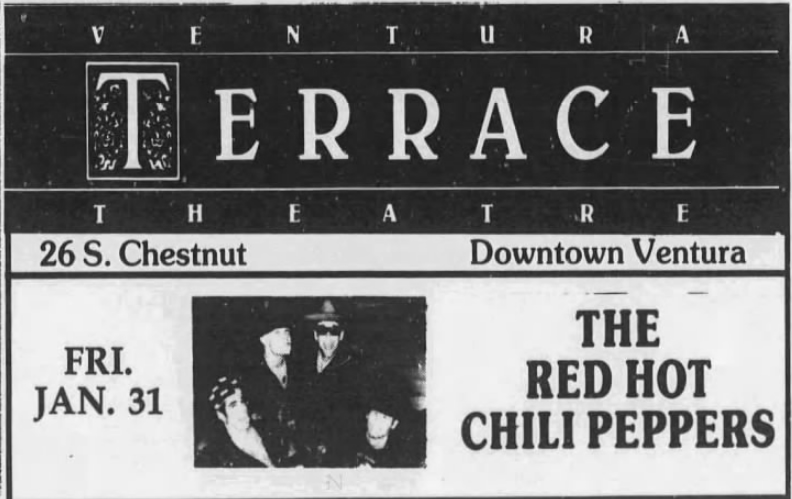 VENTURA
TERRACE
THEATRE
26 S. Chestnut Downtown Ventura
FRI.
JAN. 31
THE
RED HOT
CHILI PEPPERS